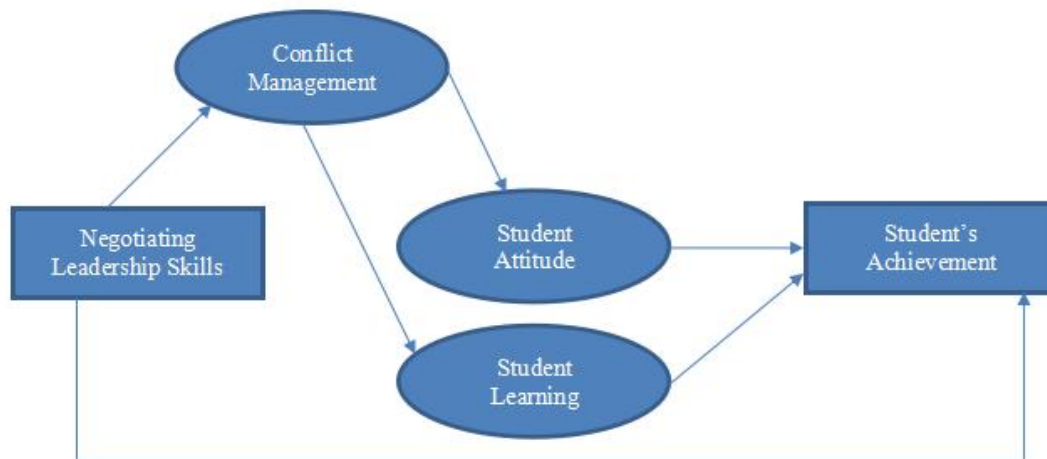 Conflict
Management
Negotiating
Leadership Skills
Student
Attitude
Student’s
Achievement
Student
Learning